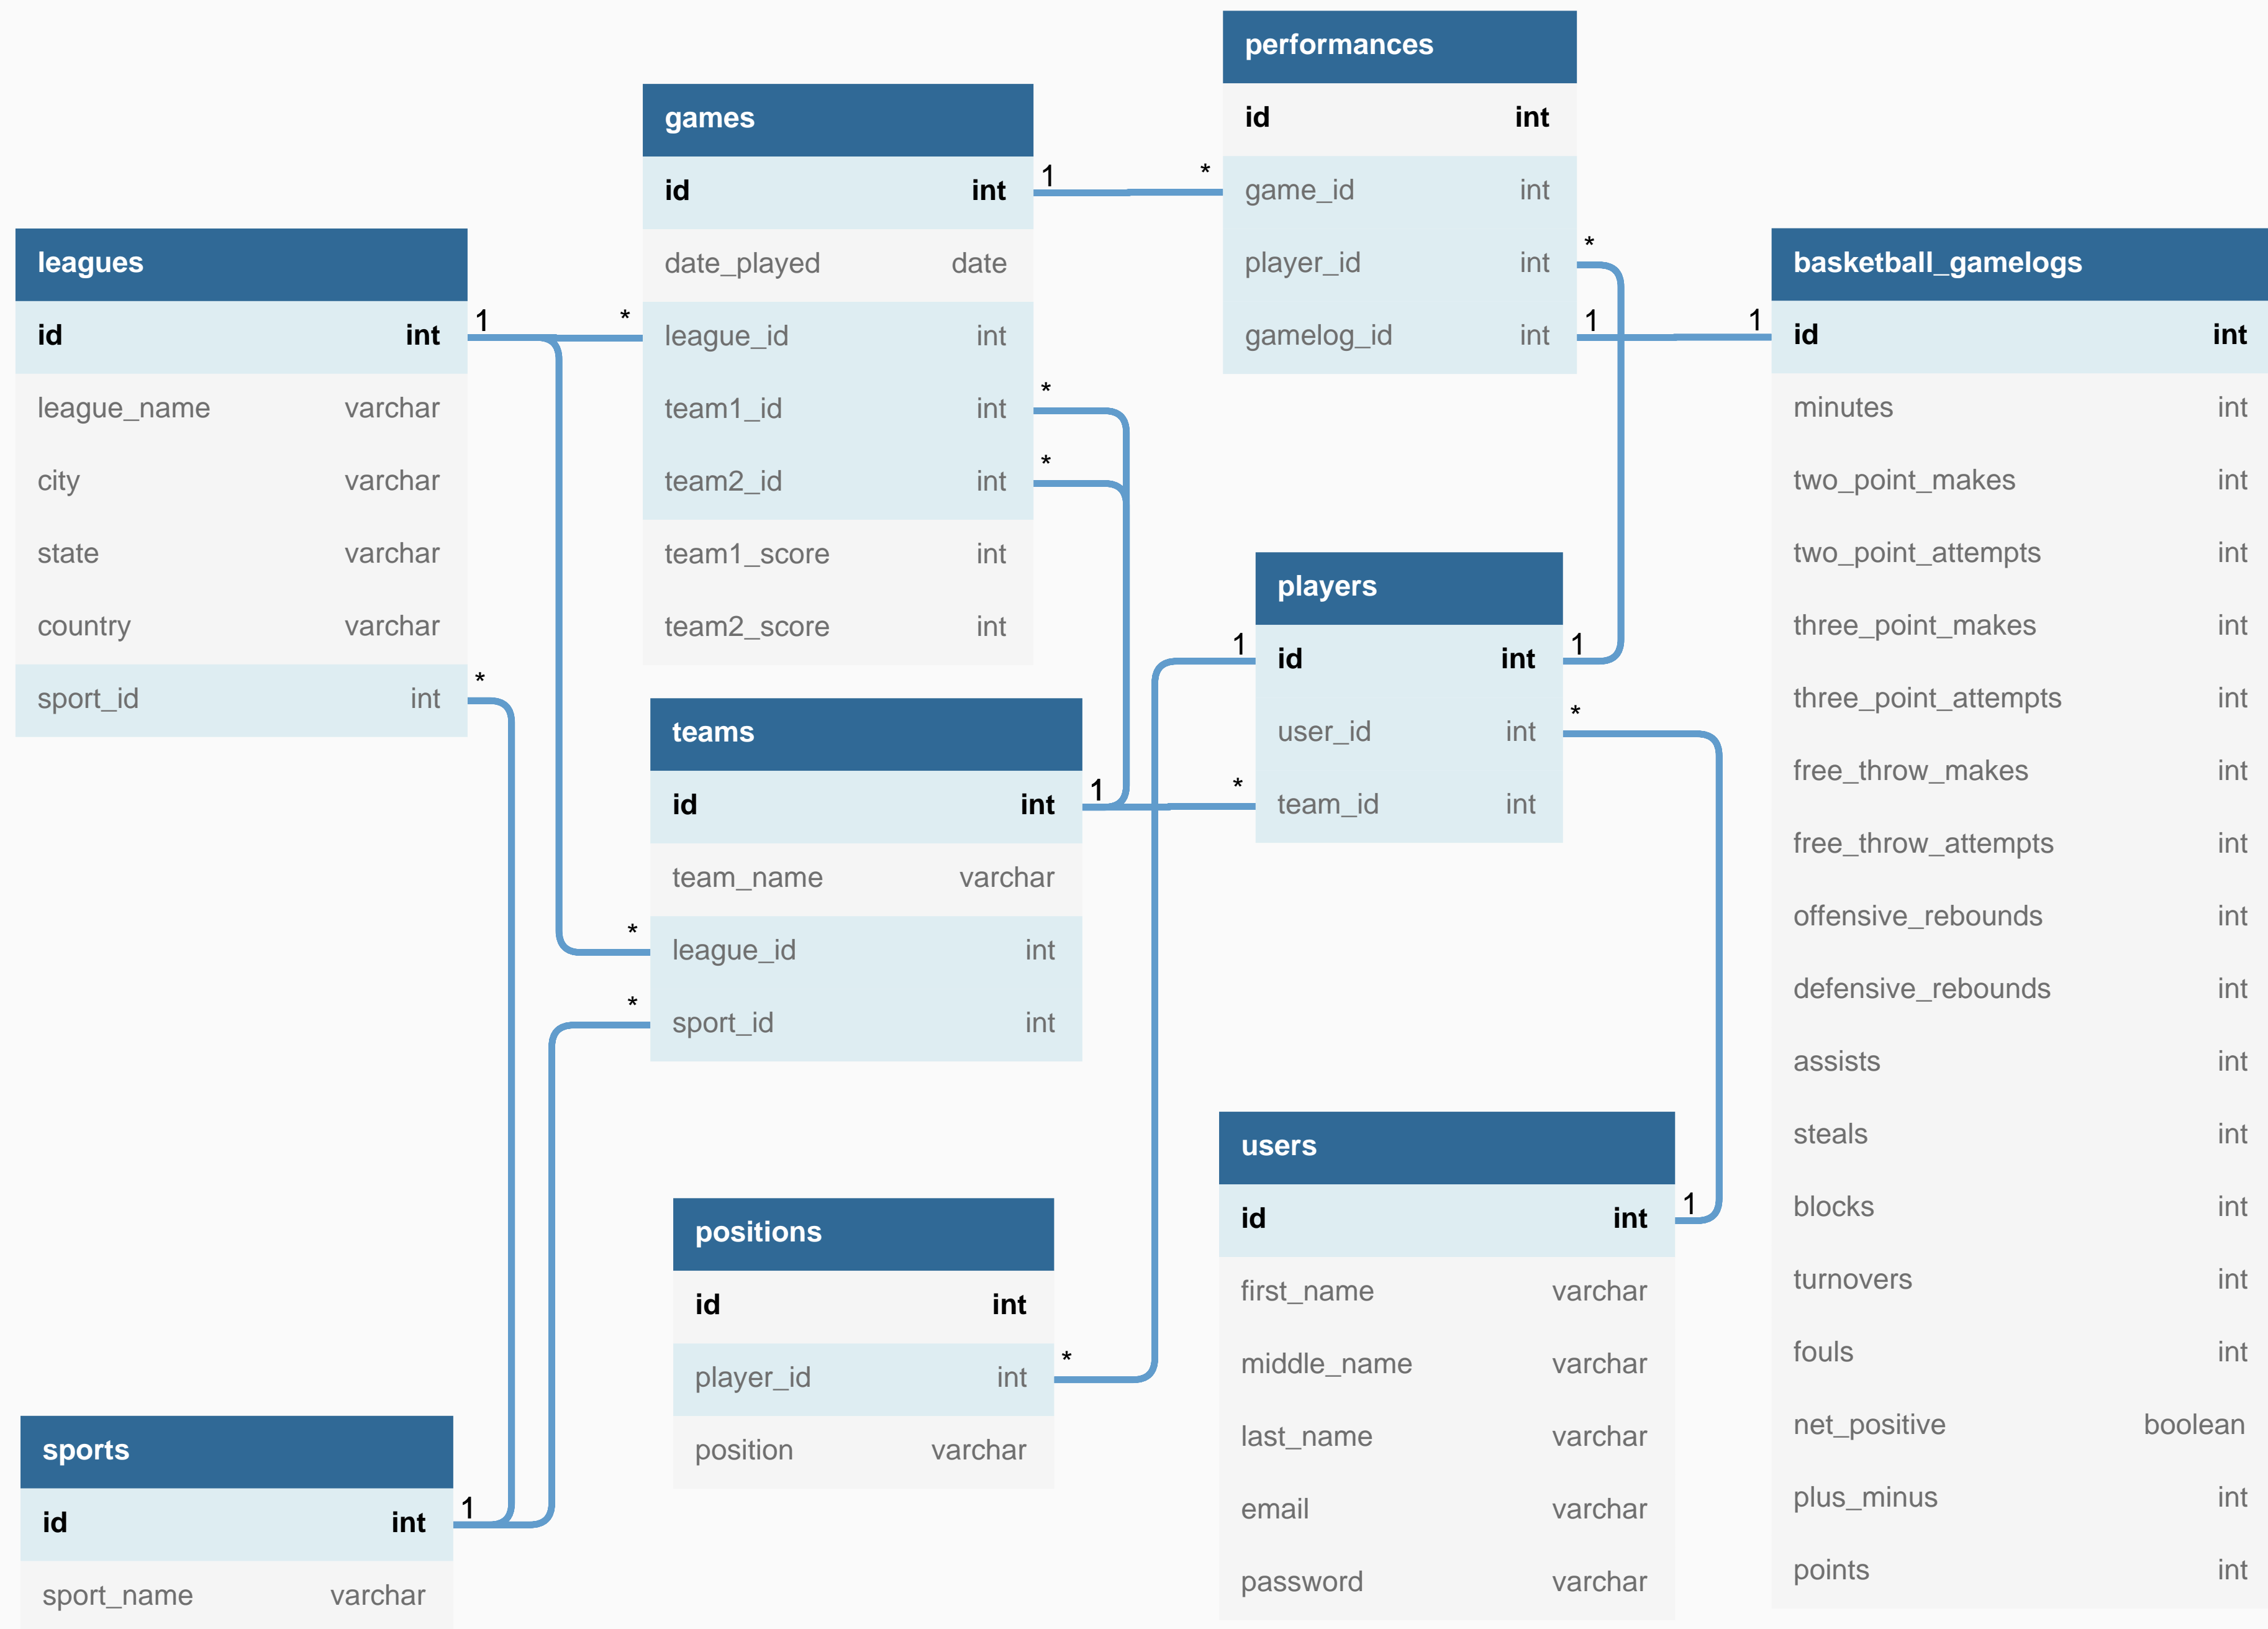 performances
id int
game_id int
player_id int
gamelog_id int
games
id int
date_played date
league_id int
team1_id int
team2_id int
team1_score int
team2_score int
leagues
id int
league_name varchar
city varchar
state varchar
country varchar
sport_id int
basketball_gamelogs
id int
minutes int
two_point_makes int
two_point_attempts int
three_point_makes int
three_point_attempts int
free_throw_makes int
free_throw_attempts int
offensive_rebounds int
defensive_rebounds int
assists int
steals int
blocks int
turnovers int
fouls int
net_positive boolean
plus_minus int
points int
players
id int
user_id int
team_id int
teams
id int
team_name varchar
league_id int
sport_id int
users
id int
first_name varchar
middle_name varchar
last_name varchar
email varchar
password varchar
positions
id int
player_id int
position varchar
sports
id int
sport_name varchar
1 *
1 *
*
*
*
1 1
*
1 1
*
1 *
*
*
1
*
1